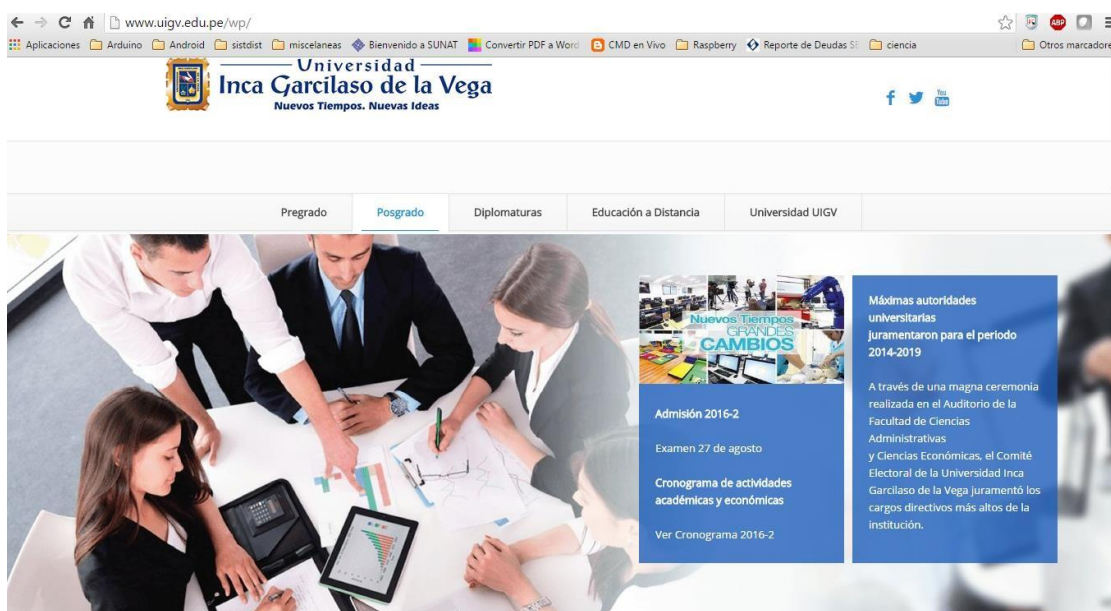 www.uigv.edu.pe/wp/
Aplicaciones Arduino Android sistdist miscelaneas Bienvenido a SUNAT Convertir PDF a Word CMD en Vivo Raspberry Reporte de Deudas ciencia Otros marcadore
Universidad
Inca Garcilaso de la Vega
Nuevos Tiempos. Nuevas Ideas
You Tube
Pregrado Posgrado Diplomaturas Educación a Distancia Universidad UIGV
Nuevos Tiempos
GRANDES
CAMBIOS
Admisión 2016-2
Examen 27 de agosto
Cronograma de actividades
académicas y económicas
Ver Cronograma 2016-2
Máximas autoridades
universitarias
juramentaron para el periodo
2014-2019
A través de una magna ceremonia
realizada en el Auditorio de la
Facultad de Ciencias
Administrativas
y Ciencias Económicas, el Comité
Electoral de la Universidad Inca
Garcilaso de la Vega juramentó los
cargos directivos más altos de la
institución.